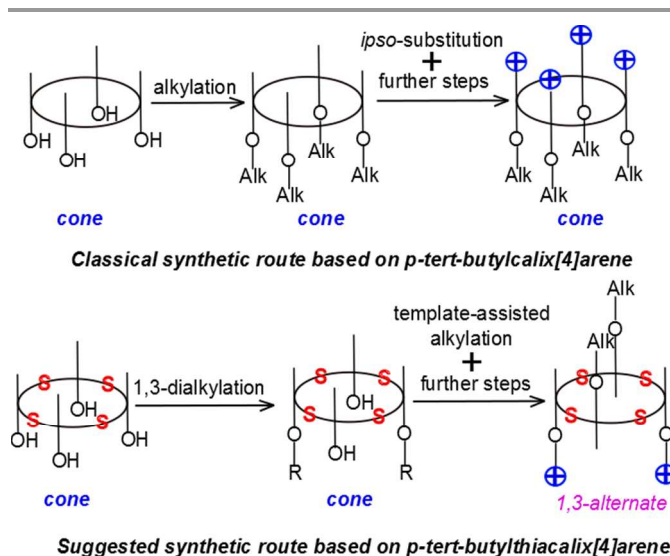 alkylation
ipso-substitution
+
further steps
OH
OH
OH
OH
O
O
O
O
Alk
Alk
Alk
Alk
O
O
O
O
Alk
Alk
Alk
Alk
cone
cone
cone
Classical synthetic route based on p-tert-butylcalix[4]arene
Alk
template-assisted
alkylation
+
further steps
1,3-dialkylation
S
S
S
S
OH
OH
OH
OH
S
S
S
S
OH
OH
O
O
R
R
O
Alk
O
S
S
S
S
O
O
cone
cone
1,3-alternate
Suggested synthetic route based on p-tert-butylthiacalix[4]arene